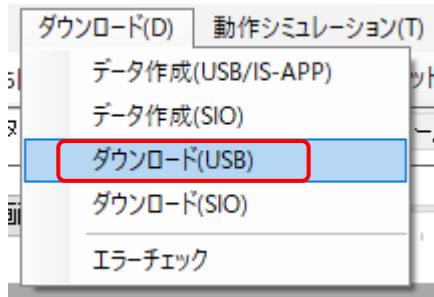 ダウンロード(D) 動作シミュレーション(T)
データ作成(USB/IS-APP)
データ作成(SIO)
ダウンロード(USB)
ダウンロード(SIO)
エラーチェック